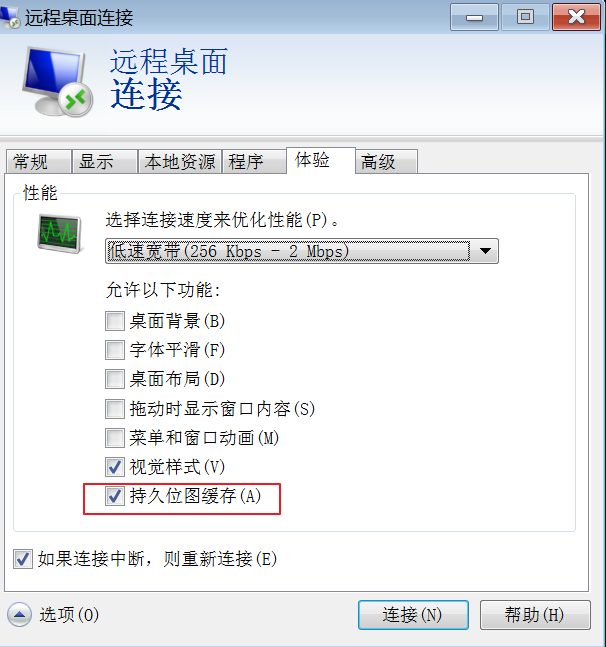 远程桌面连接
远程桌面
连接
常规 显示 本地资源 程序 体验 高级
性能
选择连接速度来优化性能(P)。
低速宽带(256 Kbps - 2 Mbps)
允许以下功能:
桌面背景(B)
字体平滑(F)
桌面布局(D)
拖动时显示窗口内容(S)
菜单和窗口动画(M)
视觉样式(V)
持久位图缓存(A)
如果连接中断，则重新连接(E)
选项(O) 连接(N) 帮助(H)